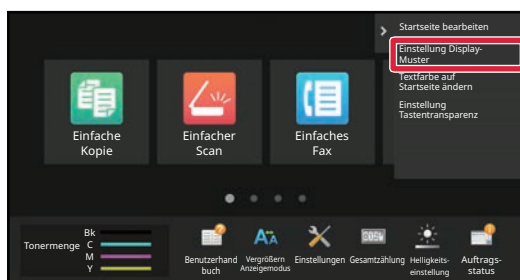 Startseite bearbeiten
Einstellung Display-
Muster
Textfarbe auf
Startseite ändern
Einstellung
Tastentransparenz
Einfache
Kopie
Einfacher
Scan
Einfaches
Fax
Tonermenge
Bk
C
M
Y
Benutzerhand
buch
Vergrößern
Anzeigemodus
Einstellungen
Gesamtzählung
Helligkeits-
einstellung
Auftrags-
status